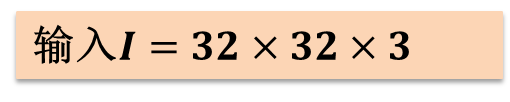 输入I = 32 × 32 × 3